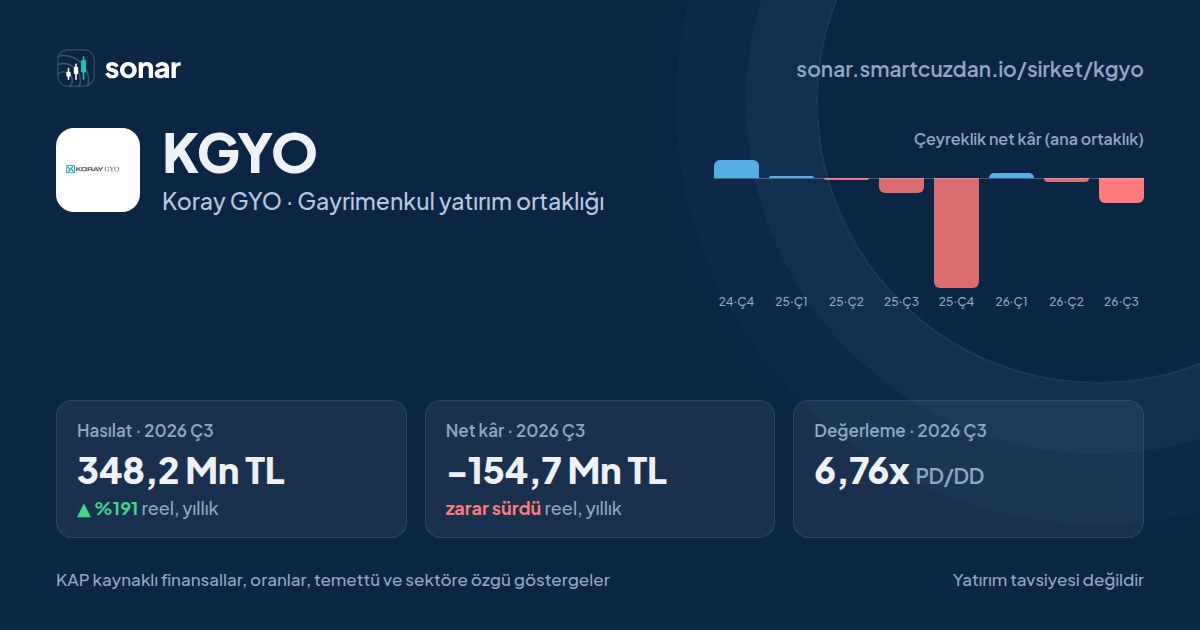 sonar
sonar.smartcuzdan.io/sirket/kgyo
KORAY GYO
KGYO
Koray GYO · Gayrimenkul yatırım ortaklığı
Çeyreklik net kâr (ana ortaklık)
24·Ç4 25·Ç1 25·Ç2 25·Ç3 25·Ç4 26·Ç1 26·Ç2 26·Ç3
Hasılat · 2026 Ç3
348,2 Mn TL
▲ %191 reel, yıllık
Net kâr · 2026 Ç3
−154,7 Mn TL
zarar sürdü reel, yıllık
Değerleme · 2026 Ç3
6,76x PD/DD
KAP kaynaklı finansallar, oranlar, temettü ve sektöre özgü göstergeler
Yatırım tavsiyesi değildir